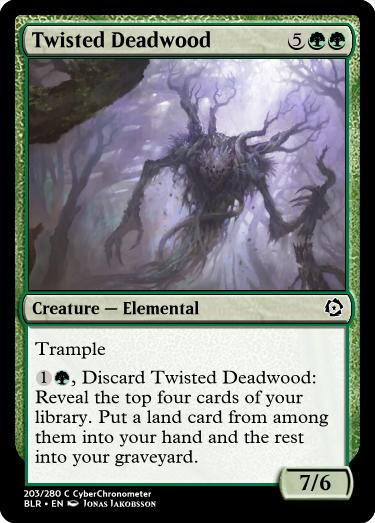 Twisted Deadwood 5
Creature — Elemental
Trample
1, Discard Twisted Deadwood:
Reveal the top four cards of your
library. Put a land card from among
them into your hand and the rest
into your graveyard.
7/6
203/280 C CyberChronometer
BLR • EN Jonas Jakobsson